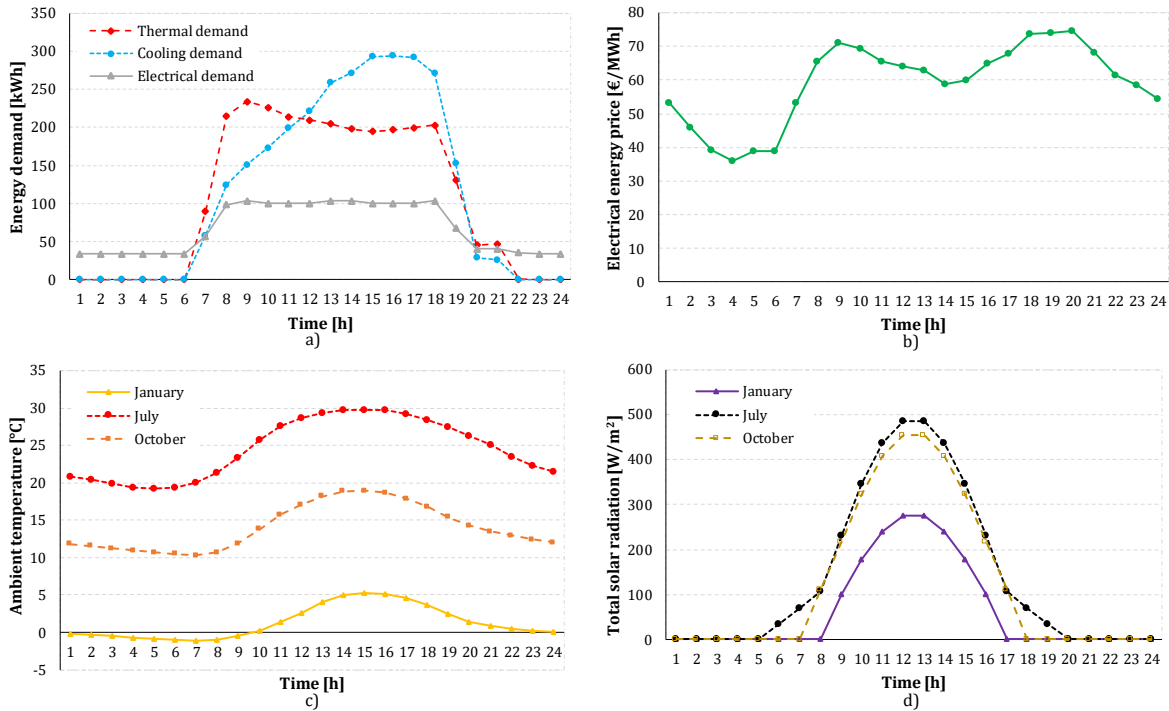 350
300
250
200
150
100
50
0
Energy demand [kWh]
Thermal demand
Cooling demand
Electrical demand
1 2 3 4 5 6 7 8 9 10 11 12 13 14 15 16 17 18 19 20 21 22 23 24
Time [h]
a)
80
70
60
50
40
30
20
10
0
Electrical energy price [€/MWh]
1 2 3 4 5 6 7 8 9 10 11 12 13 14 15 16 17 18 19 20 21 22 23 24
Time [h]
b)
35
30
25
20
15
10
5
0
-5
Ambient temperature [°C]
January
July
October
1 2 3 4 5 6 7 8 9 10 11 12 13 14 15 16 17 18 19 20 21 22 23 24
Time [h]
c)
600
500
400
300
200
100
0
Total solar radiation [W/m²]
January
July
October
1 2 3 4 5 6 7 8 9 10 11 12 13 14 15 16 17 18 19 20 21 22 23 24
Time [h]
d)